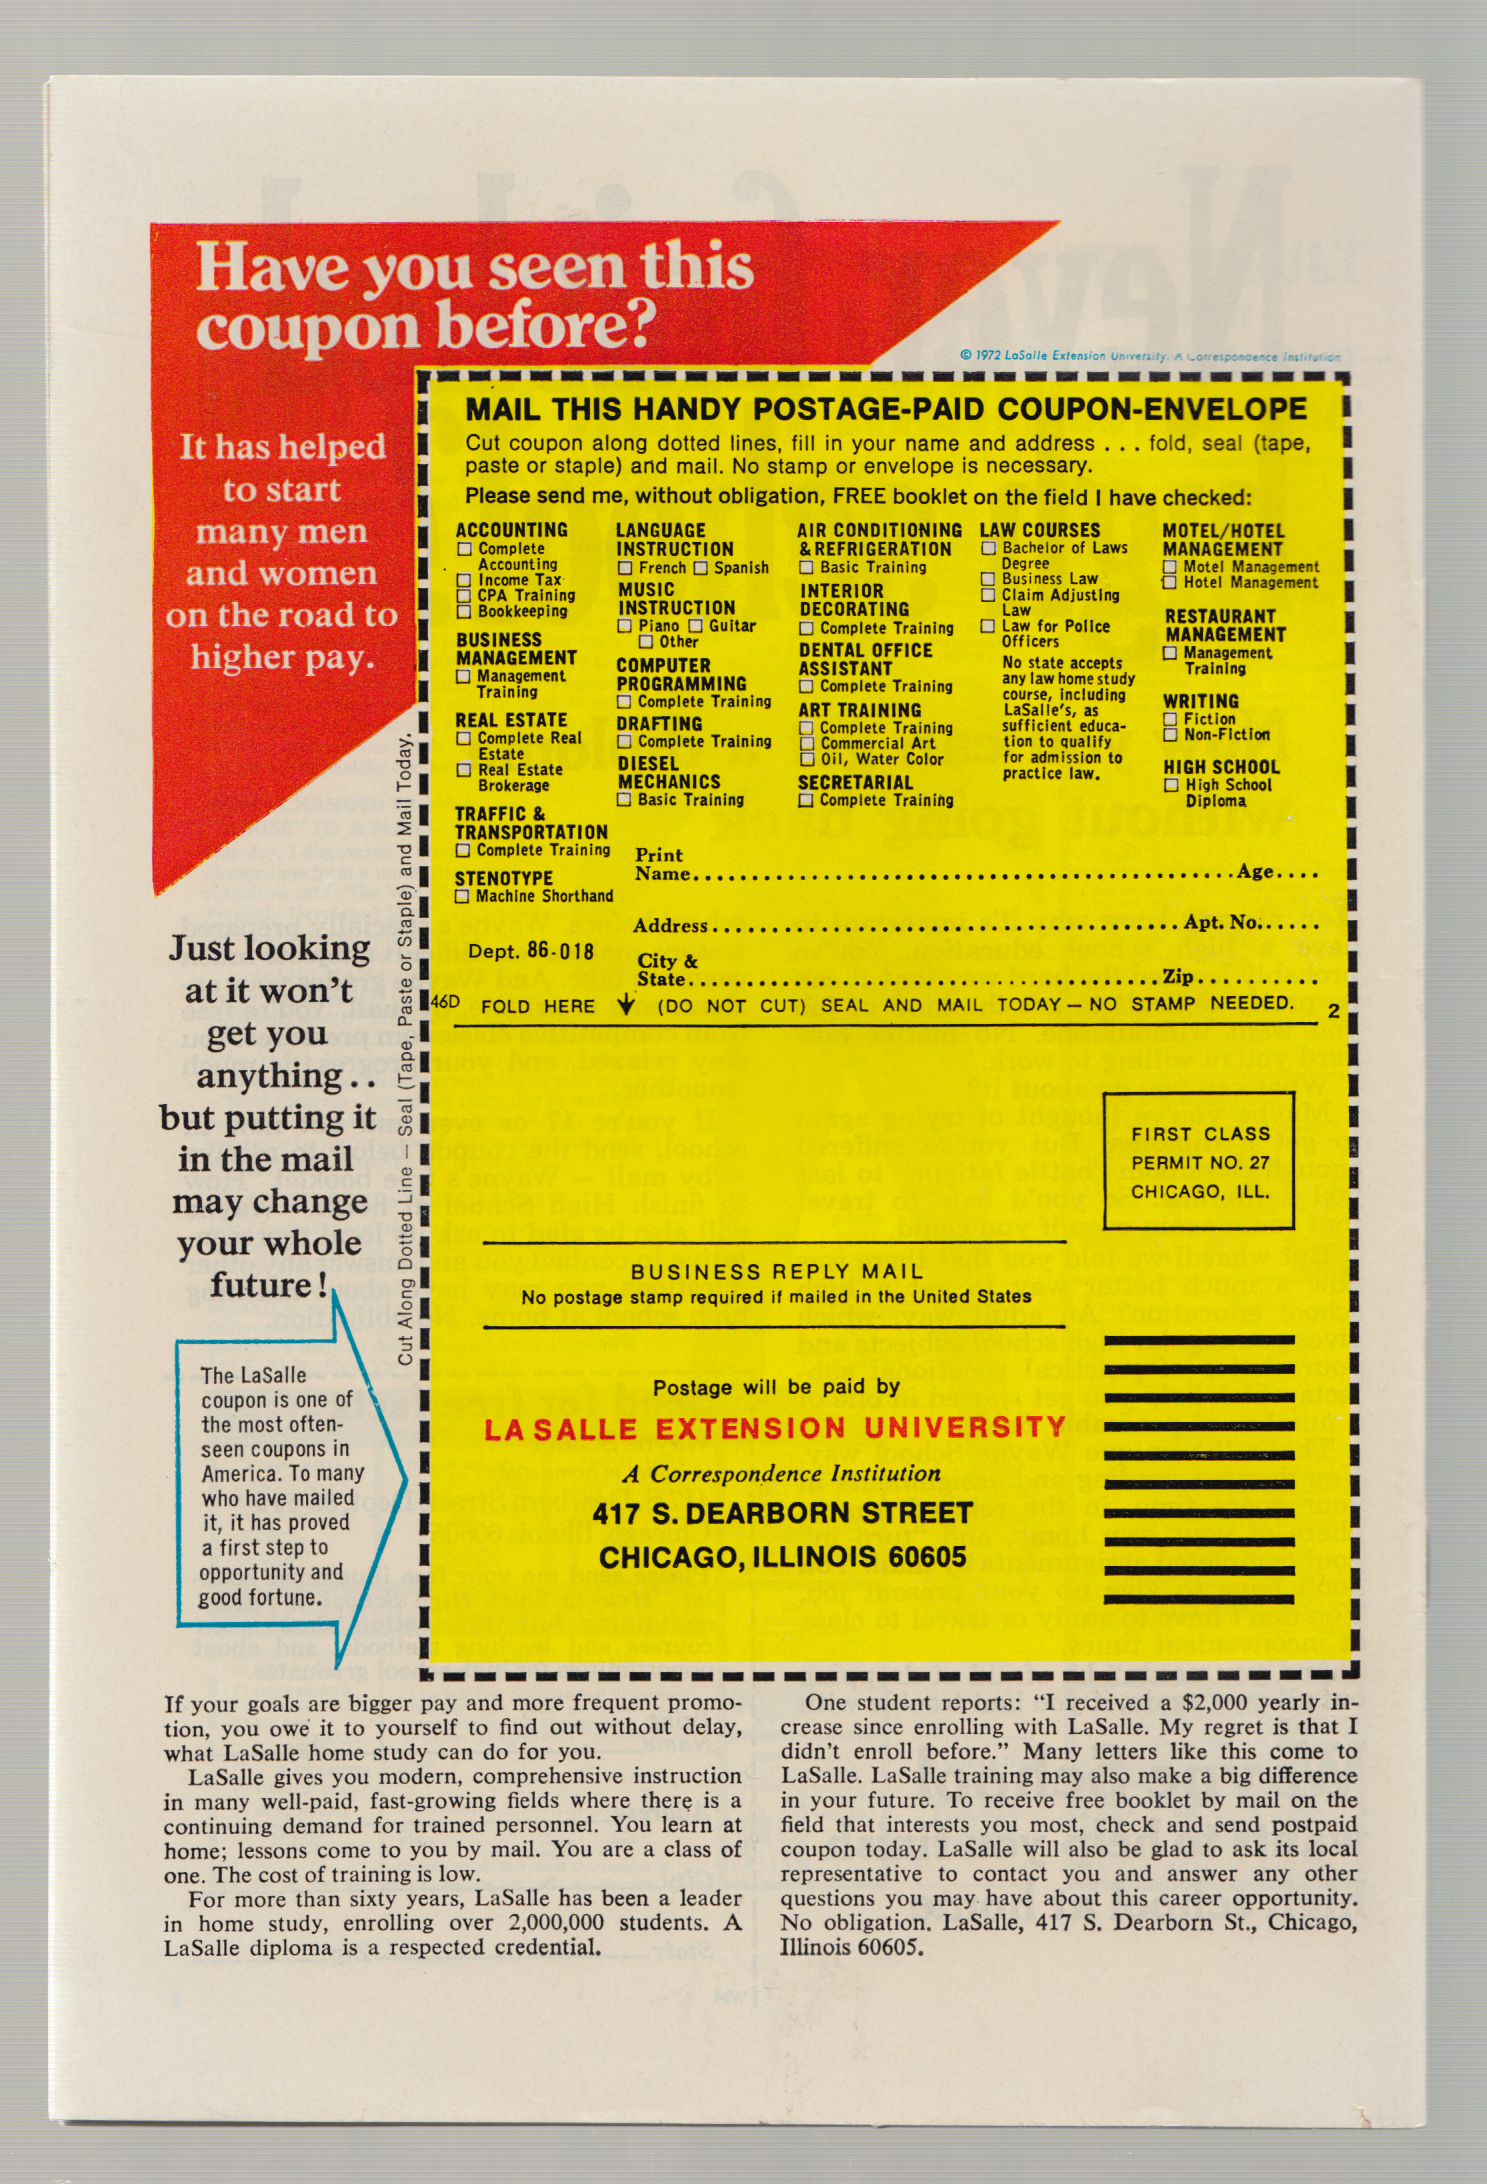 Have you seen this
coupon before?
© 1972 LaSalle Extension University. A Correspondence Institution
It has helped
to start
many men
and women
on the road to
higher pay.
Just looking
at it won't
get you
anything . .
but putting it
in the mail
may change
your whole
future!
The LaSalle
coupon is one of
the most often-
seen coupons in
America. To many
who have mailed
it, it has proved
a first step to
opportunity and
good fortune.
Cut Along Dotted Line — Seal (Tape, Paste or Staple) and Mail Today.
MAIL THIS HANDY POSTAGE-PAID COUPON-ENVELOPE
Cut coupon along dotted lines, fill in your name and address . . . fold, seal (tape,
paste or staple) and mail. No stamp or envelope is necessary.
Please send me, without obligation, FREE booklet on the field I have checked:
ACCOUNTING
☐ Complete
Accounting
☐ Income Tax
☐ CPA Training
☐ Bookkeeping
BUSINESS
MANAGEMENT
☐ Management
Training
REAL ESTATE
☐ Complete Real
Estate
☐ Real Estate
Brokerage
TRAFFIC &
TRANSPORTATION
☐ Complete Training
STENOTYPE
☐ Machine Shorthand
LANGUAGE
INSTRUCTION
☐ French ☐ Spanish
MUSIC
INSTRUCTION
☐ Piano ☐ Guitar
☐ Other
COMPUTER
PROGRAMMING
☐ Complete Training
DRAFTING
☐ Complete Training
DIESEL
MECHANICS
☐ Basic Training
AIR CONDITIONING
& REFRIGERATION
☐ Basic Training
INTERIOR
DECORATING
☐ Complete Training
DENTAL OFFICE
ASSISTANT
☐ Complete Training
ART TRAINING
☐ Complete Training
☐ Commercial Art
☐ Oil, Water Color
SECRETARIAL
☐ Complete Training
LAW COURSES
☐ Bachelor of Laws
Degree
☐ Business Law
☐ Claim Adjusting
Law
☐ Law for Police
Officers
No state accepts
any law home study
course, including
LaSalle's, as
sufficient educa-
tion to qualify
for admission to
practice law.
MOTEL/HOTEL
MANAGEMENT
☐ Motel Management
☐ Hotel Management
RESTAURANT
MANAGEMENT
☐ Management
Training
WRITING
☐ Fiction
☐ Non-Fiction
HIGH SCHOOL
☐ High School
Diploma
Print
Name Age
Address Apt. No.
Dept. 86-018
City &
State Zip
46D FOLD HERE ↓ (DO NOT CUT) SEAL AND MAIL TODAY — NO STAMP NEEDED. 2
FIRST CLASS
PERMIT NO. 27
CHICAGO, ILL.
BUSINESS REPLY MAIL
No postage stamp required if mailed in the United States
Postage will be paid by
LA SALLE EXTENSION UNIVERSITY
A Correspondence Institution
417 S. DEARBORN STREET
CHICAGO, ILLINOIS 60605
If your goals are bigger pay and more frequent promo-
tion, you owe it to yourself to find out without delay,
what LaSalle home study can do for you.
LaSalle gives you modern, comprehensive instruction
in many well-paid, fast-growing fields where there is a
continuing demand for trained personnel. You learn at
home; lessons come to you by mail. You are a class of
one. The cost of training is low.
For more than sixty years, LaSalle has been a leader
in home study, enrolling over 2,000,000 students. A
LaSalle diploma is a respected credential.
One student reports: “I received a $2,000 yearly in-
crease since enrolling with LaSalle. My regret is that I
didn't enroll before.” Many letters like this come to
LaSalle. LaSalle training may also make a big difference
in your future. To receive free booklet by mail on the
field that interests you most, check and send postpaid
coupon today. LaSalle will also be glad to ask its local
representative to contact you and answer any other
questions you may have about this career opportunity.
No obligation. LaSalle, 417 S. Dearborn St., Chicago,
Illinois 60605.